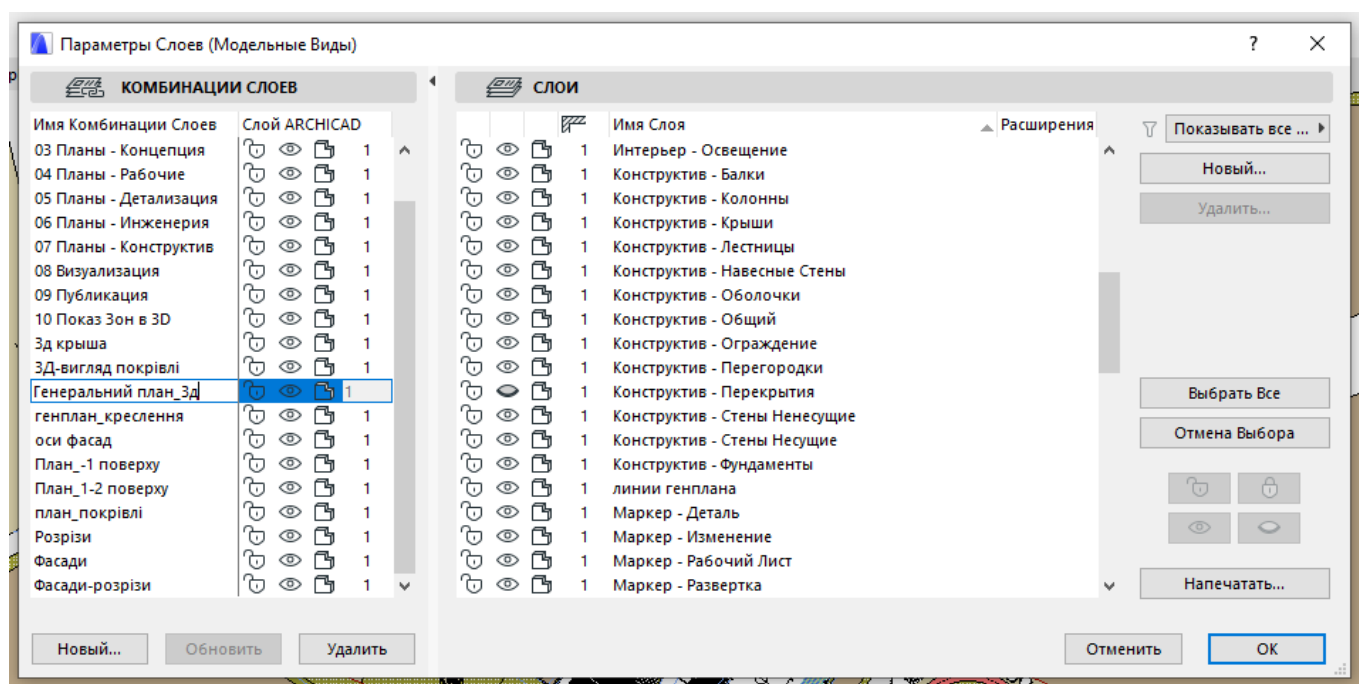 Параметры Слоев (Модельные Виды) ?
КОМБИНАЦИИ СЛОЕВ
Имя Комбинации Слоев Слой ARCHICAD
03 Планы - Концепция 1
04 Планы - Рабочие 1
05 Планы - Детализация 1
06 Планы - Инженерия 1
07 Планы - Конструктив 1
08 Визуализация 1
09 Публикация 1
10 Показ Зон в 3D 1
3д крыша 1
3Д-вигляд покрівлі 1
Генеральний план_3д 1
генплан_креслення 1
оси фасад 1
План_-1 поверху 1
План_1-2 поверху 1
план_покрівлі 1
Розрізи 1
Фасади 1
Фасади-розрізи 1
Новый...
Обновить
Удалить
СЛОИ
Имя Слоя Расширения
1 Интерьер - Освещение
1 Конструктив - Балки
1 Конструктив - Колонны
1 Конструктив - Крыши
1 Конструктив - Лестницы
1 Конструктив - Навесные Стены
1 Конструктив - Оболочки
1 Конструктив - Общий
1 Конструктив - Ограждение
1 Конструктив - Перегородки
1 Конструктив - Перекрытия
1 Конструктив - Стены Ненесущие
1 Конструктив - Стены Несущие
1 Конструктив - Фундаменты
1 линии генплана
1 Маркер - Деталь
1 Маркер - Изменение
1 Маркер - Рабочий Лист
1 Маркер - Развертка
Показывать все ...
Новый...
Удалить...
Выбрать Все
Отмена Выбора
Напечатать...
Отменить
ОК